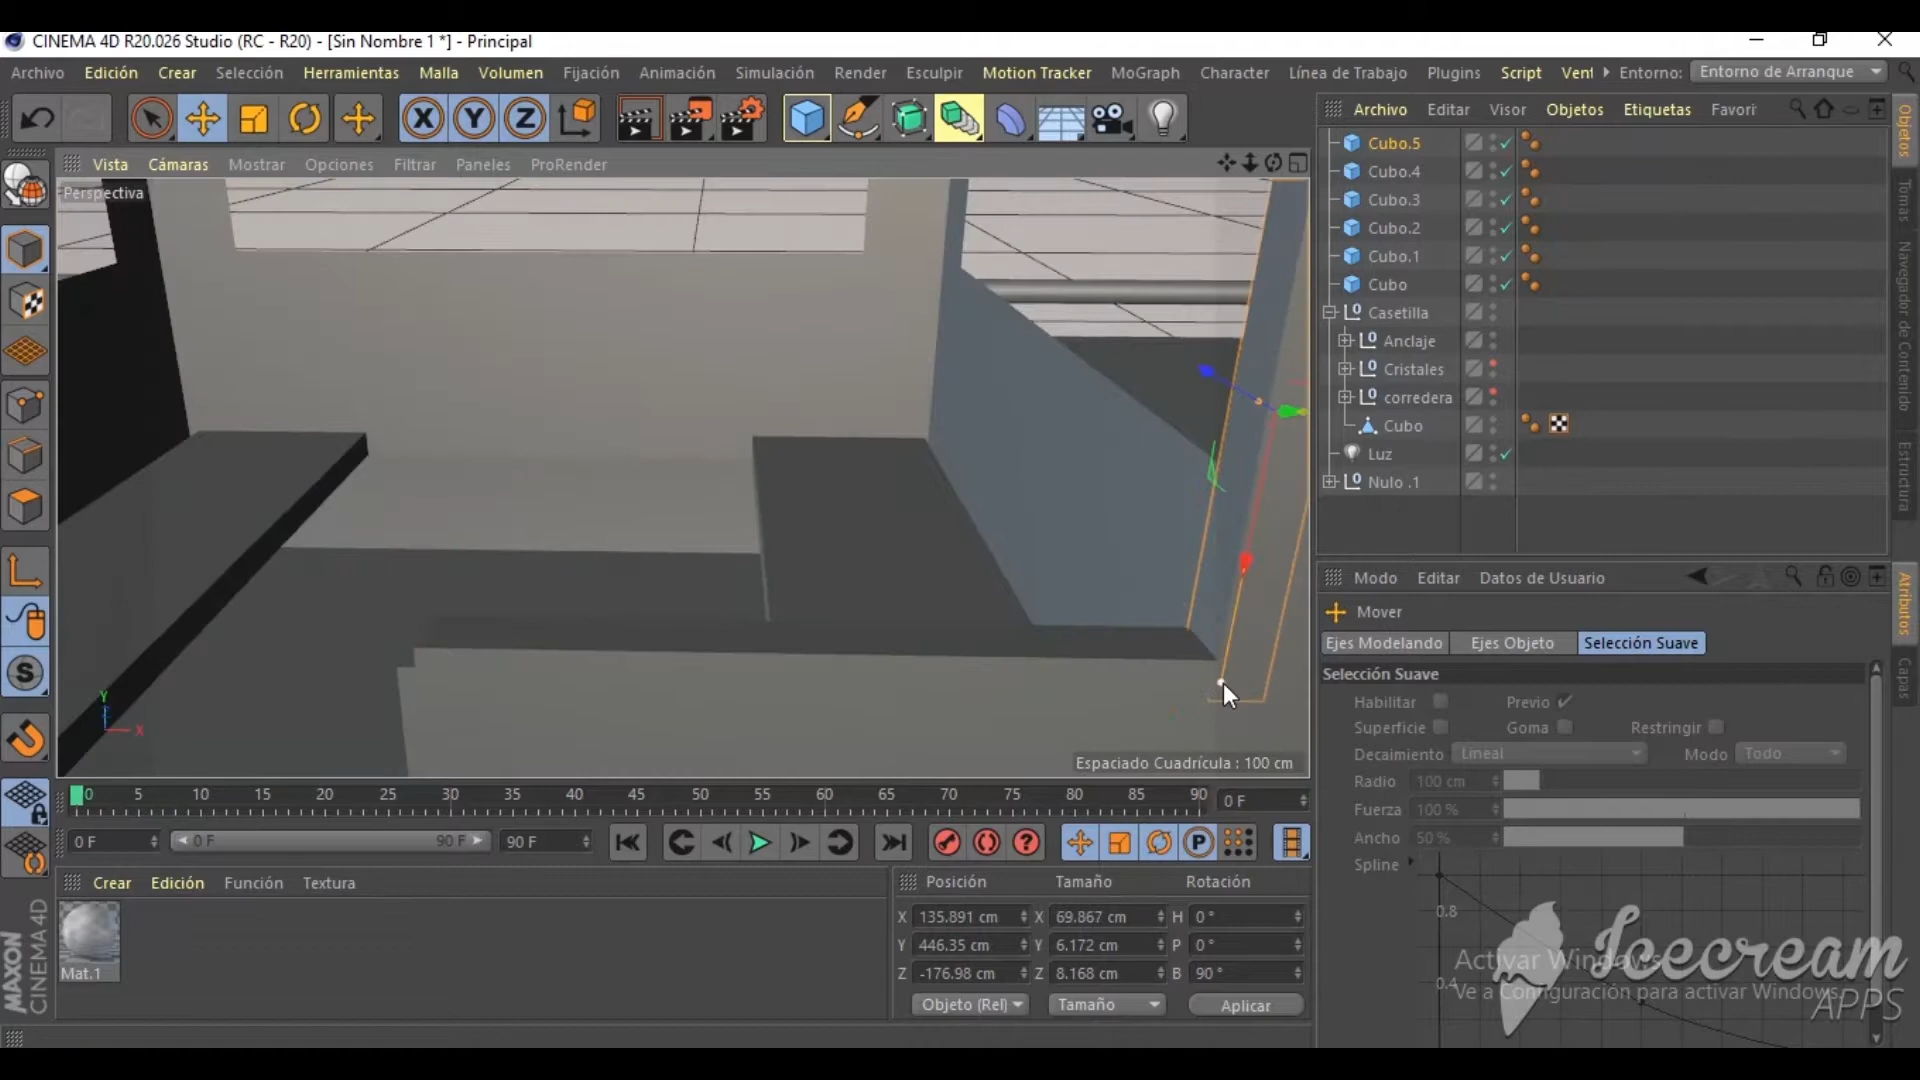 CINEMA 4D R20.026 Studio (RC - R20) - [Sin Nombre 1 *] - Principal
Archivo Edición Crear Selección Herramientas Malla Volumen Fijación Animación Simulación Render Esculpir Motion Tracker MoGraph Character Línea de Trabajo Plugins Script Vent Entorno: Entorno de Arranque
X Y Z
Archivo Editar Visor Objetos Etiquetas Favori
Vista Cámaras Mostrar Opciones Filtrar Paneles ProRender
Perspectiva
Cubo.5
Cubo.4
Cubo.3
Cubo.2
Cubo.1
Cubo
Casetilla
Anclaje
Cristales
corredera
Cubo
Luz
Nulo .1
Objetos
Tomas
Navegador de Contenido
Estructura
Y
X
Espaciado Cuadrícula : 100 cm
Modo Editar Datos de Usuario
Mover
Ejes Modelando Ejes Objeto Selección Suave
Selección Suave
Habilitar Previo
Superficie Goma Restringir
Decaimiento Lineal Modo Todo
Radio 100 cm
Fuerza 100 %
Ancho 50 %
Spline
0.8
0.4
Atributos
Capas
0 5 10 15 20 25 30 35 40 45 50 55 60 65 70 75 80 85 90 0 F
0 F 0 F 90 F 90 F
Crear Edición Función Textura
Mat.1
Posición Tamaño Rotación
X 135.891 cm X 69.867 cm H 0 °
Y 446.35 cm Y 6.172 cm P 0 °
Z -176.98 cm Z 8.168 cm B 90 °
Objeto (Rel) Tamaño Aplicar
MAXON
CINEMA 4D
Activar Windows
Ve a Configuración para activar Windows.
Icecream
APPS